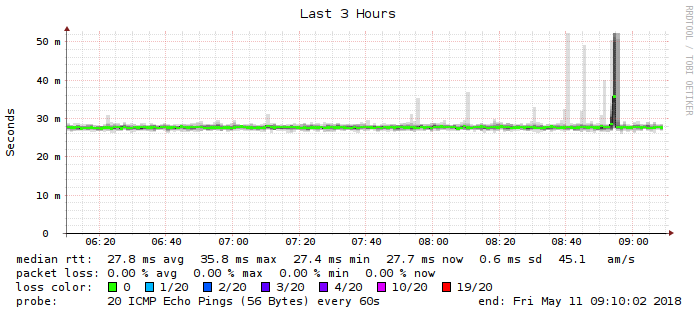 Last 3 Hours
RRDTOOL / TOBI OETIKER
Seconds
50 m
40 m
30 m
20 m
10 m
0
06:20 06:40 07:00 07:20 07:40 08:00 08:20 08:40 09:00
median rtt: 27.8 ms avg 35.8 ms max 27.4 ms min 27.7 ms now 0.6 ms sd 45.1 am/s
packet loss: 0.00 % avg 0.00 % max 0.00 % min 0.00 % now
loss color: 0 1/20 2/20 3/20 4/20 10/20 19/20
probe: 20 ICMP Echo Pings (56 Bytes) every 60s end: Fri May 11 09:10:02 2018